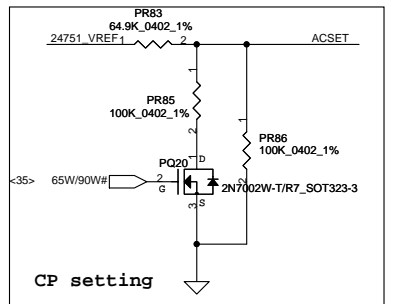 PR83
64.9K_0402_1%
24751_VREF 1 2 ACSET
1
PR85
100K_0402_1%
2
1
PR86
100K_0402_1%
2
PQ20
1 D
<35> 65W/90W# 2 G
2N7002W-T/R7_SOT323-3
3 S
CP setting